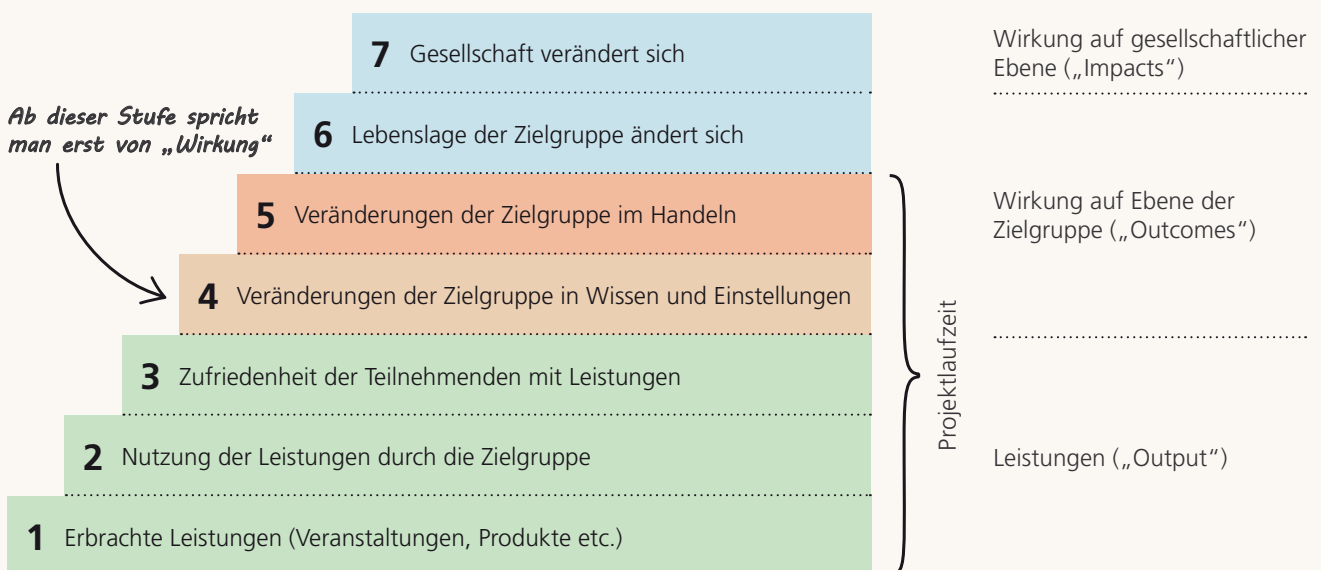 7 Gesellschaft verändert sich
Wirkung auf gesellschaftlicher
Ebene („Impacts“)
Ab dieser Stufe spricht
man erst von „Wirkung“
6 Lebenslage der Zielgruppe ändert sich
5 Veränderungen der Zielgruppe im Handeln
Wirkung auf Ebene der
Zielgruppe („Outcomes“)
4 Veränderungen der Zielgruppe in Wissen und Einstellungen
3 Zufriedenheit der Teilnehmenden mit Leistungen
Projektlaufzeit
2 Nutzung der Leistungen durch die Zielgruppe
Leistungen („Output“)
1 Erbrachte Leistungen (Veranstaltungen, Produkte etc.)